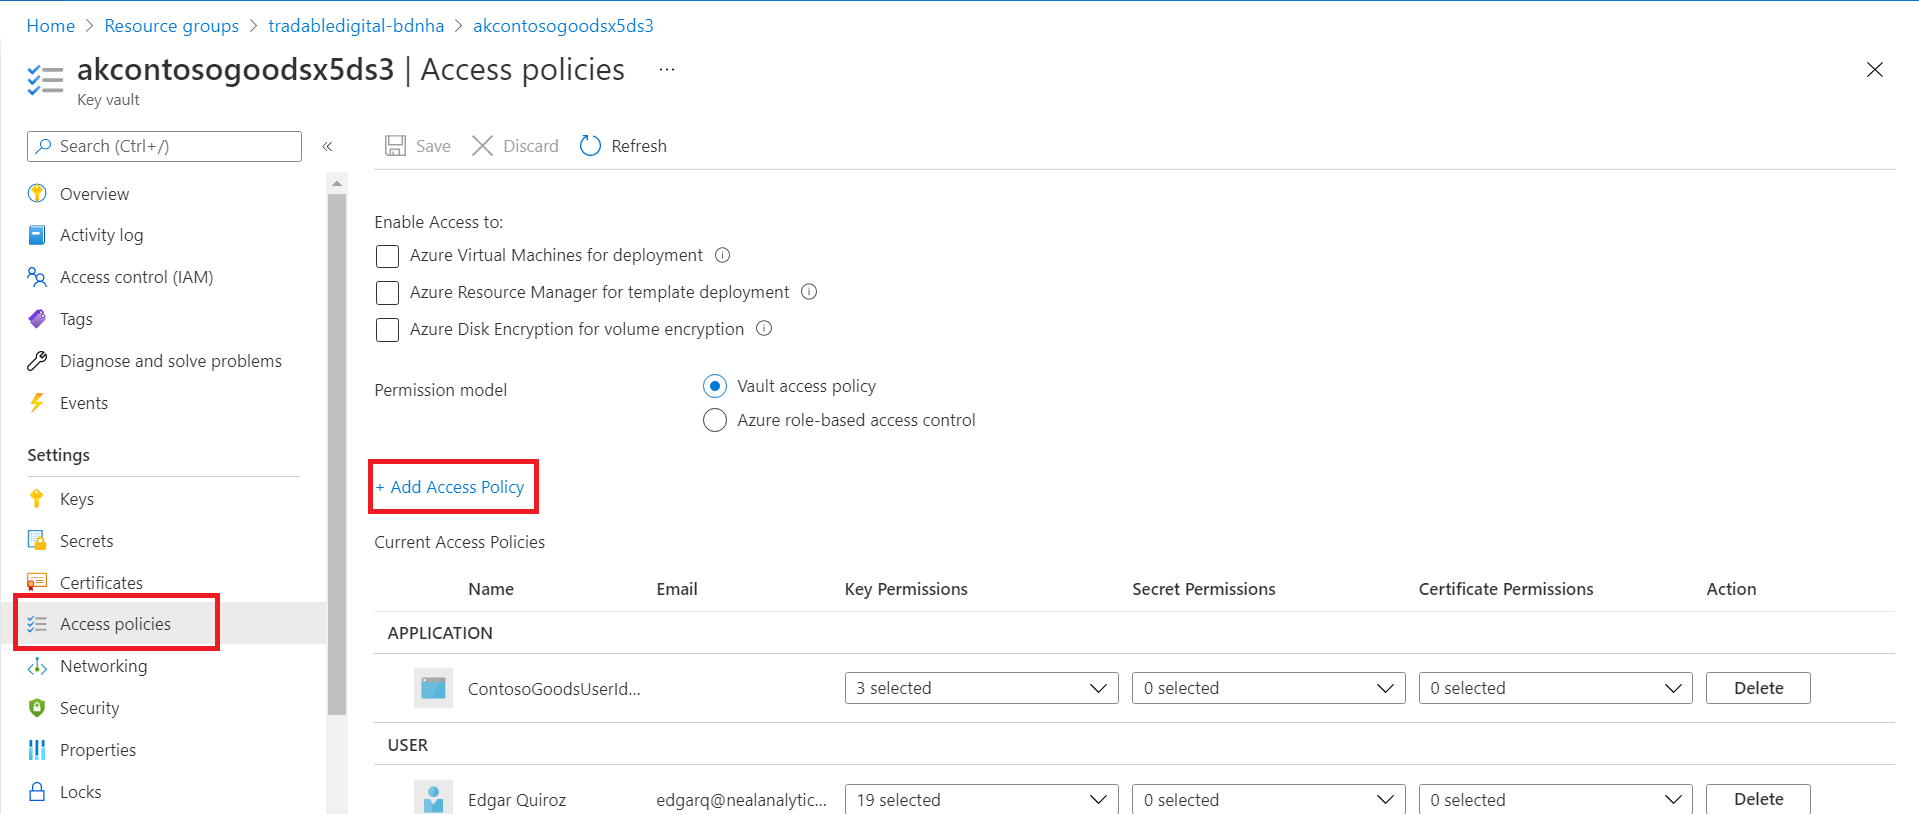 Home > Resource groups > tradabledigital-bdnha > akcontosogoodsx5ds3
akcontosogoodsx5ds3 | Access policies ...
Key vault
Search (Ctrl+/)
«
Save
Discard
Refresh
Overview
Activity log
Access control (IAM)
Tags
Diagnose and solve problems
Events
Settings
Keys
Secrets
Certificates
Access policies
Networking
Security
Properties
Locks
Enable Access to:
Azure Virtual Machines for deployment
Azure Resource Manager for template deployment
Azure Disk Encryption for volume encryption
Permission model
Vault access policy
Azure role-based access control
+ Add Access Policy
Current Access Policies
Name Email Key Permissions Secret Permissions Certificate Permissions Action
APPLICATION
ContosoGoodsUserId... 3 selected 0 selected 0 selected Delete
USER
Edgar Quiroz edgarq@nealanalytic... 19 selected 0 selected 0 selected Delete